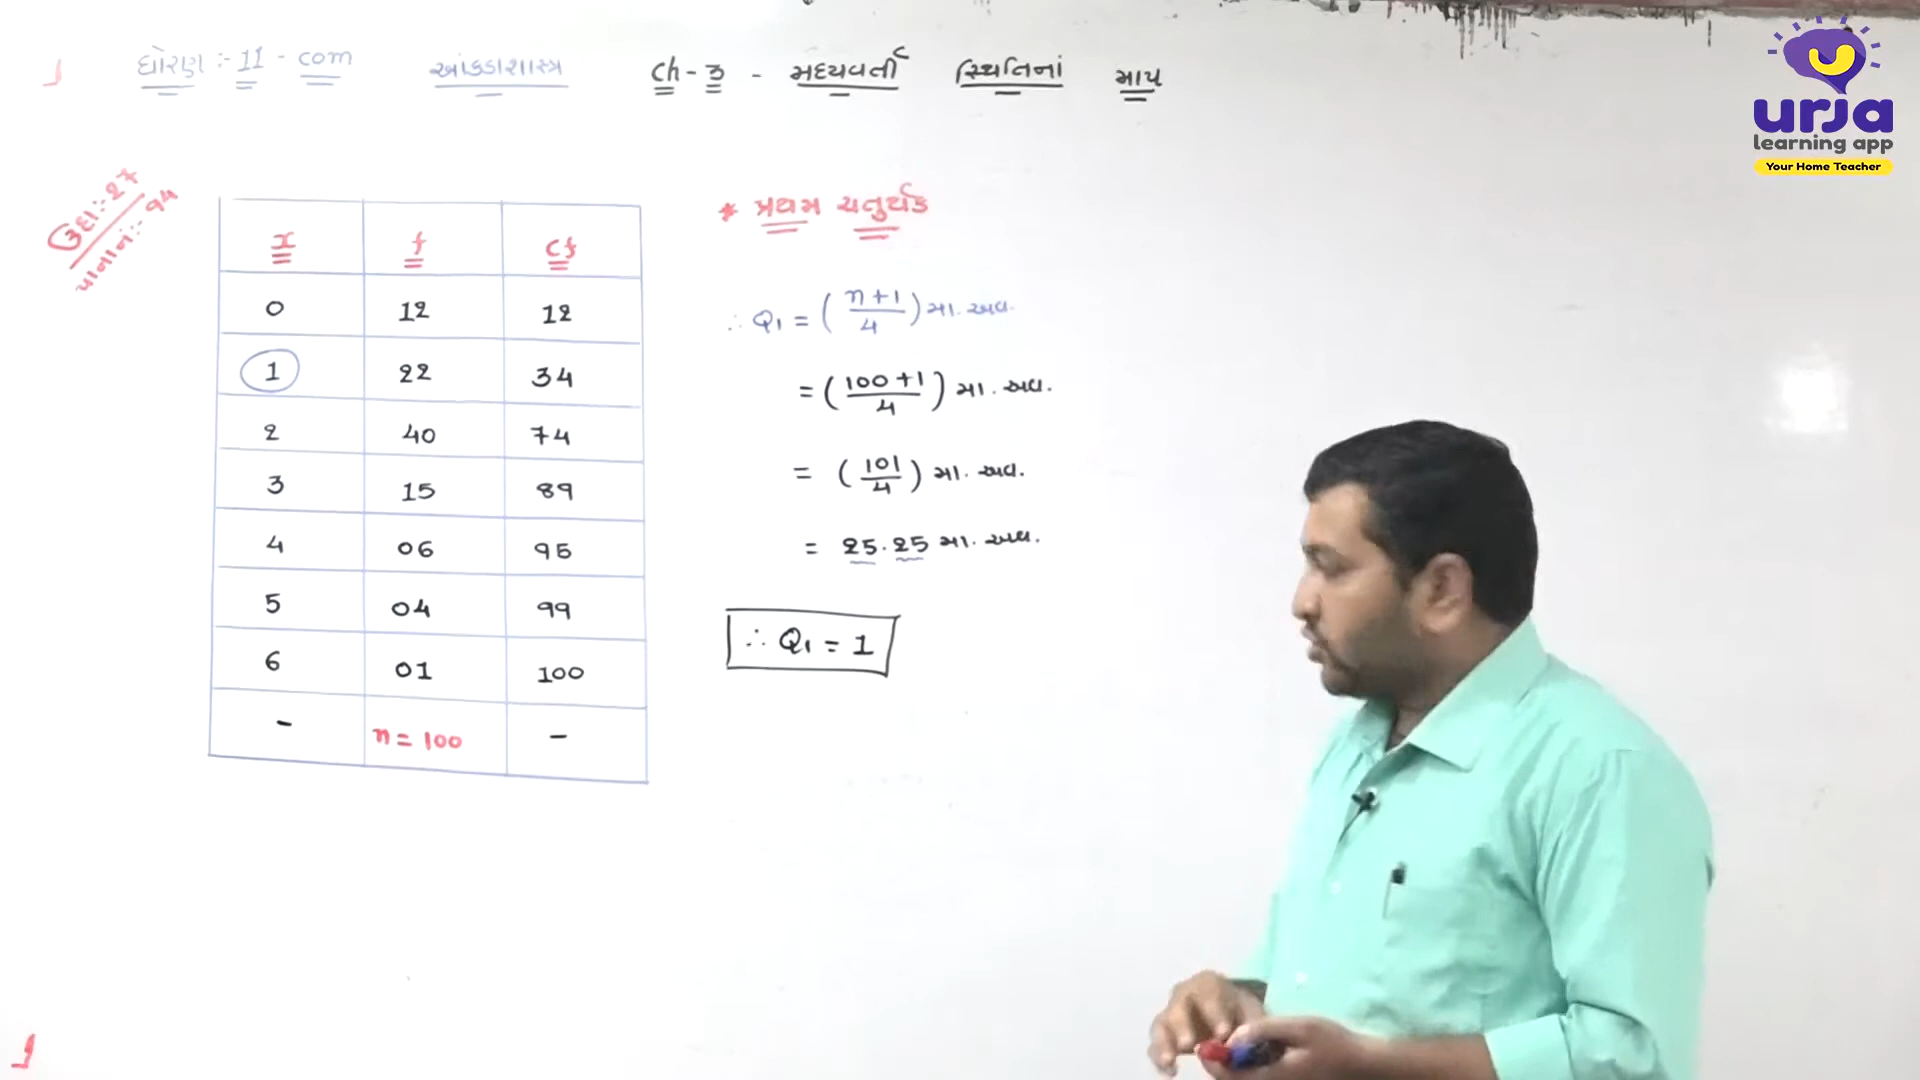 ધોરણ :- 11 - com આંકડાશાસ્ત્ર Ch - 3 - મધ્યવર્તી સ્થિતિનાં માપ
urja
learning app
Your Home Teacher
ઉદા :- 27
પાનાનં :- 94
x f cf
0 12 12
1 22 34
2 40 74
3 15 89
4 06 95
5 04 99
6 01 100
- n = 100 -
* પ્રથમ ચતુર્થક
∴ Q₁ = (n+1/4) મા. અવ.
= (100+1/4) મા. અવ.
= (101/4) મા. અવ.
= 25.25 મા. અવ.
∴ Q₁ = 1